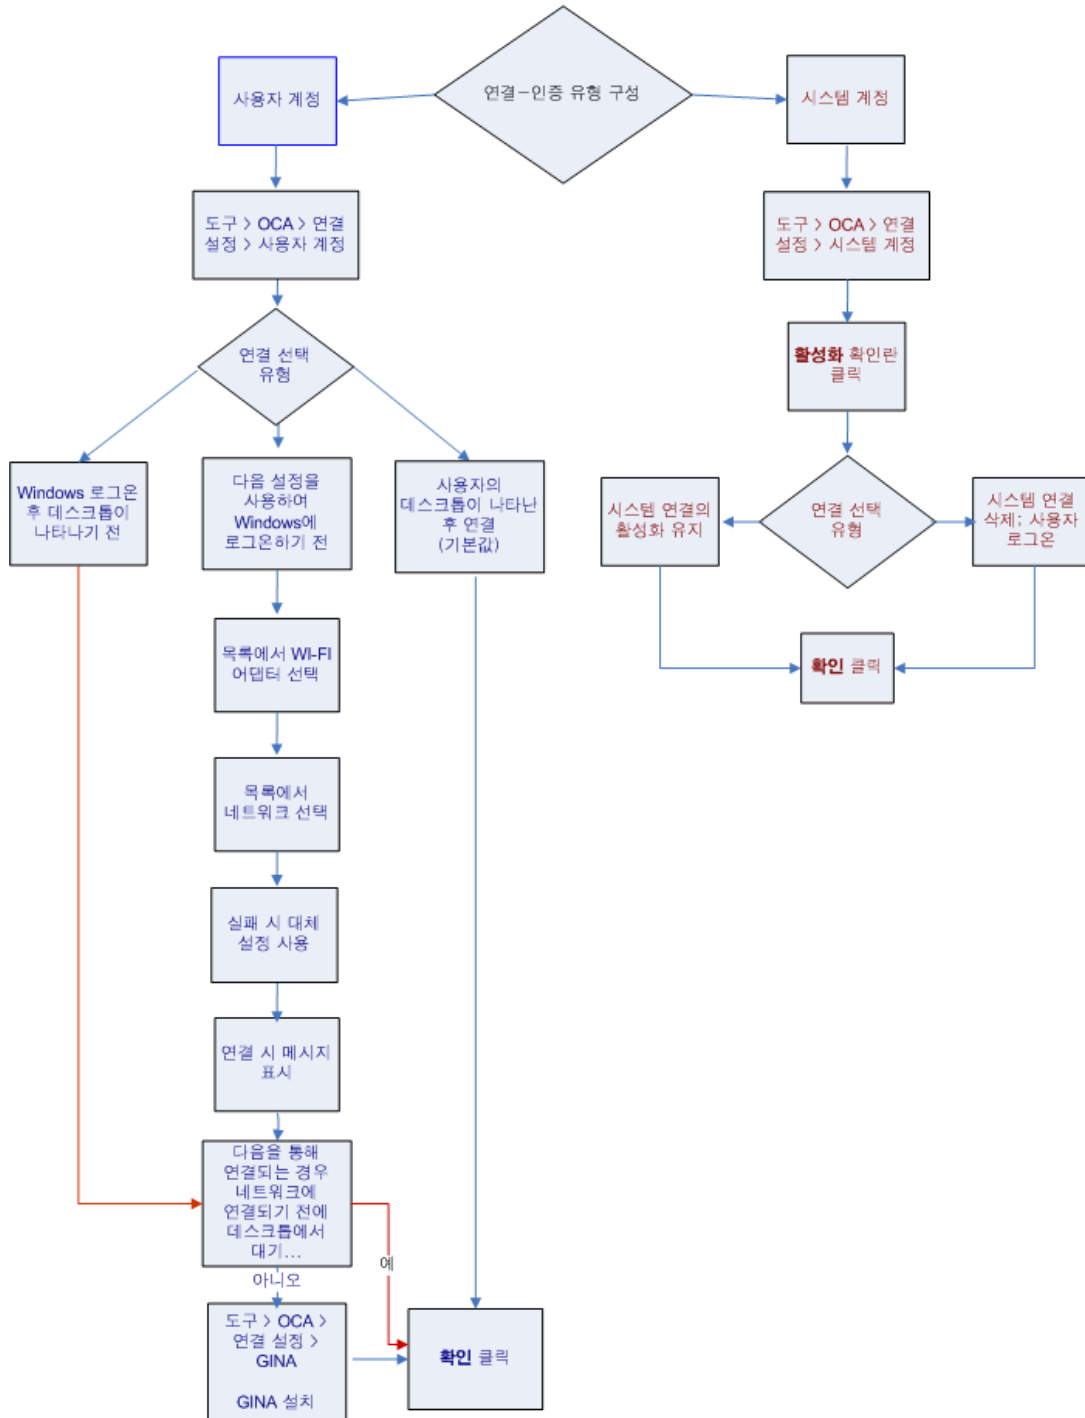 연결-인증 유형 구성
사용자 계정
시스템 계정
도구 > OCA > 연결
설정 > 사용자 계정
도구 > OCA > 연결
설정 > 시스템 계정
연결 선택
유형
활성화 확인란
클릭
Windows 로그온
후 데스크톱이
나타나기 전
다음 설정을
사용하여
Windows에
로그온하기 전
사용자의
데스크톱이 나타난
후 연결
(기본값)
시스템 연결의
활성화 유지
연결 선택
유형
시스템 연결
삭제; 사용자
로그온
목록에서 WI-FI
어댑터 선택
확인 클릭
목록에서
네트워크 선택
실패 시 대체
설정 사용
연결 시 메시지
표시
다음을 통해
연결되는 경우
네트워크에
연결되기 전에
데스크톱에서
대기...
예
아니오
도구 > OCA >
연결 설정 >
GINA
GINA 설치
확인 클릭